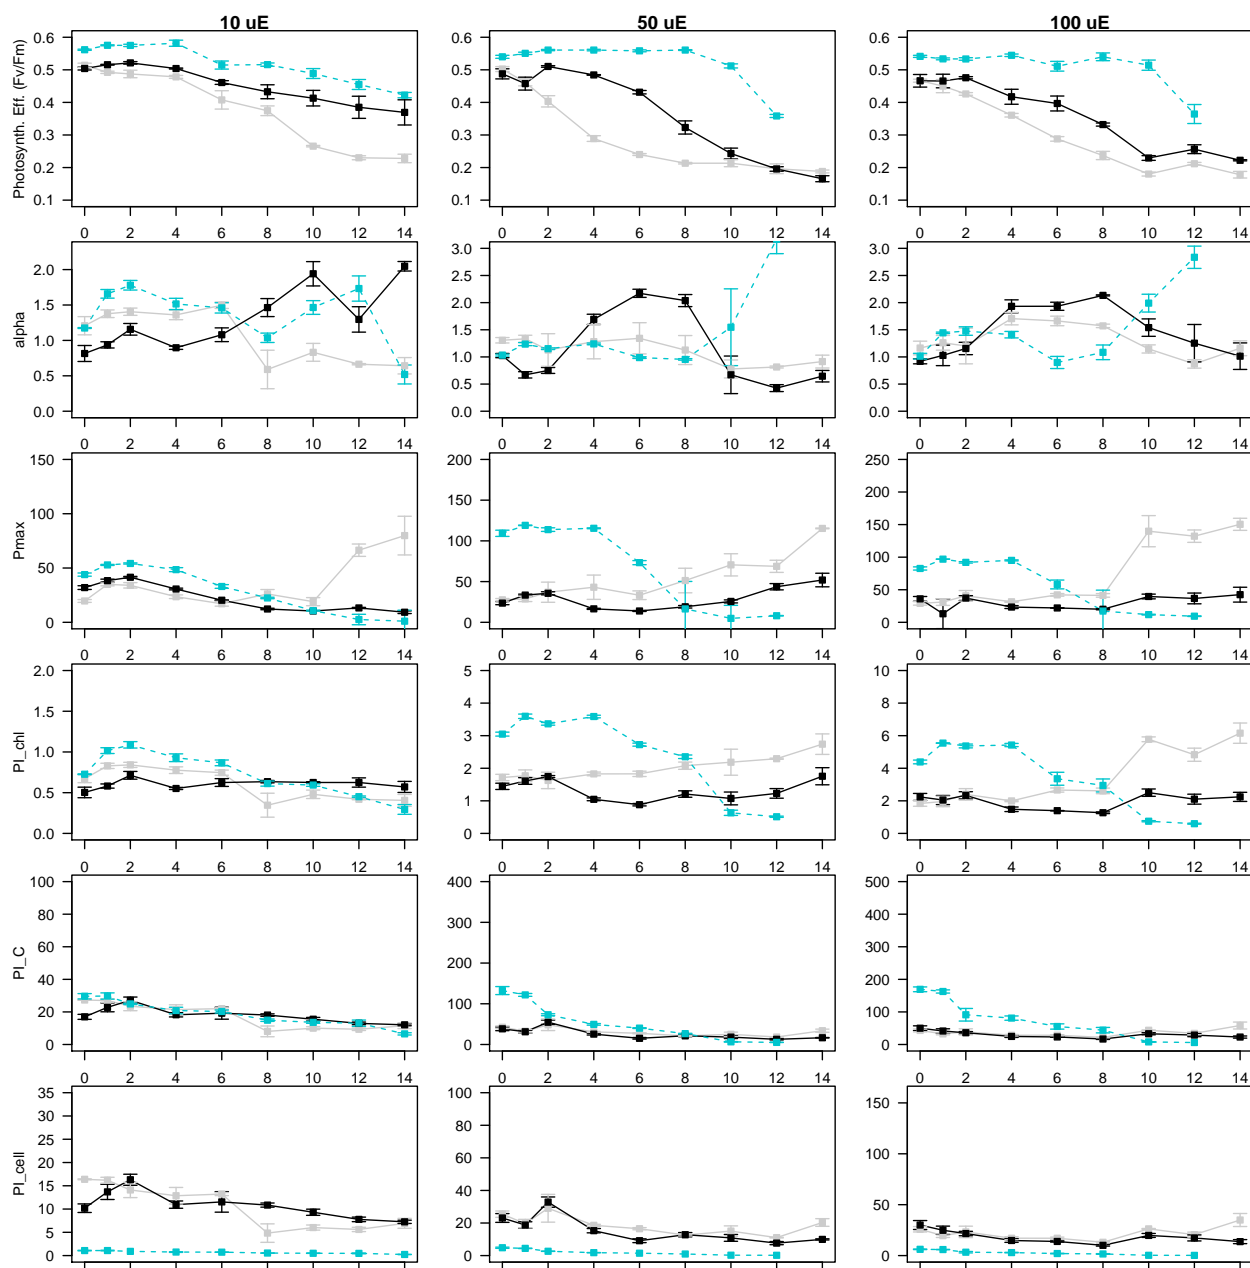 10 uE 50 uE 100 uE
Photosynth. Eff. (Fv/Fm)
0.6 0.5 0.4 0.3 0.2 0.1
0 2 4 6 8 10 12 14
0.6 0.5 0.4 0.3 0.2 0.1
0 2 4 6 8 10 12 14
0.6 0.5 0.4 0.3 0.2 0.1
0 2 4 6 8 10 12 14
alpha
2.0 1.5 1.0 0.5 0.0
0 2 4 6 8 10 12 14
3.0 2.5 2.0 1.5 1.0 0.5 0.0
0 2 4 6 8 10 12 14
3.0 2.5 2.0 1.5 1.0 0.5 0.0
0 2 4 6 8 10 12 14
Pmax
150 100 50 0
0 2 4 6 8 10 12 14
200 150 100 50 0
0 2 4 6 8 10 12 14
250 200 150 100 50 0
0 2 4 6 8 10 12 14
PI_chl
2.0 1.5 1.0 0.5 0.0
0 2 4 6 8 10 12 14
5 4 3 2 1 0
0 2 4 6 8 10 12 14
10 8 6 4 2 0
0 2 4 6 8 10 12 14
PI_C
100 80 60 40 20 0
0 2 4 6 8 10 12 14
400 300 200 100 0
0 2 4 6 8 10 12 14
500 400 300 200 100 0
0 2 4 6 8 10 12 14
PI_cell
35 30 25 20 15 10 5 0
100 80 60 40 20 0
150 100 50 0